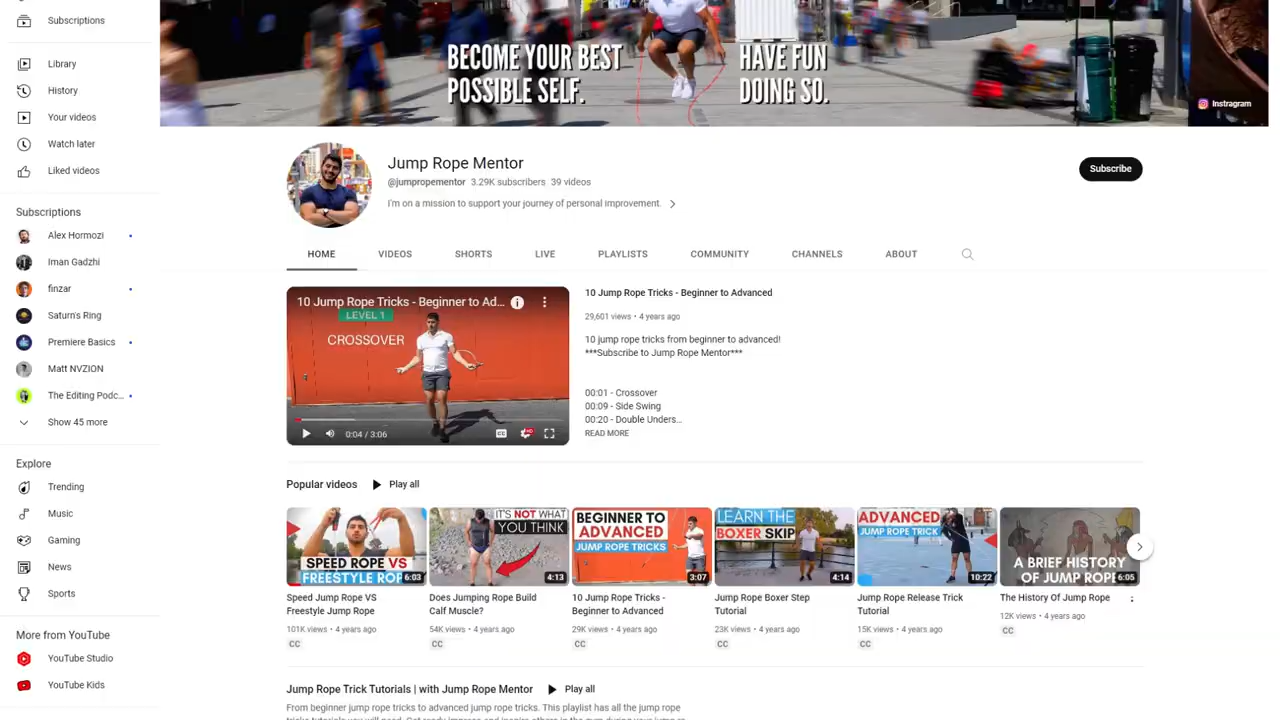 Subscriptions
Library
History
Your videos
Watch later
Liked videos
Subscriptions
Alex Hormozi
Iman Gadzhi
finzar
Saturn's Ring
Premiere Basics
Matt NVZION
The Editing Podc...
Show 45 more
Explore
Trending
Music
Gaming
News
Sports
More from YouTube
YouTube Studio
YouTube Kids
BECOME YOUR BEST
POSSIBLE SELF.
HAVE FUN
DOING SO.
Instragram
Jump Rope Mentor
@jumpropementor 3.29K subscribers 39 videos
I'm on a mission to support your journey of personal improvement.
Subscribe
HOME VIDEOS SHORTS LIVE PLAYLISTS COMMUNITY CHANNELS ABOUT
10 Jump Rope Tricks - Beginner to Ad...
LEVEL 1
CROSSOVER
0:04 / 3:06
CC
HD
10 Jump Rope Tricks - Beginner to Advanced
29,601 views • 4 years ago
10 jump rope tricks from beginner to advanced!
***Subscribe to Jump Rope Mentor***
00:01 - Crossover
00:09 - Side Swing
00:20 - Double Unders...
READ MORE
Popular videos
Play all
SPEED ROPE VS
FREESTYLE ROP
6:03
Speed Jump Rope VS
Freestyle Jump Rope
101K views • 4 years ago
CC
IT'S NOT WHAT
YOU THINK
4:13
Does Jumping Rope Build
Calf Muscle?
54K views • 4 years ago
CC
BEGINNER TO
ADVANCED
JUMP ROPE TRICKS
3:07
10 Jump Rope Tricks -
Beginner to Advanced
29K views • 4 years ago
CC
LEARN THE
BOXER SKIP
4:14
Jump Rope Boxer Step
Tutorial
23K views • 4 years ago
CC
ADVANCED
JUMP ROPE TRICK
10:22
Jump Rope Release Trick
Tutorial
15K views • 4 years ago
CC
A BRIEF HISTORY
OF JUMP ROPE
6:05
The History Of Jump Rope
12K views • 4 years ago
CC
Jump Rope Trick Tutorials | with Jump Rope Mentor
Play all
From beginner jump rope tricks to advanced jump rope tricks. This playlist has all the jump rope